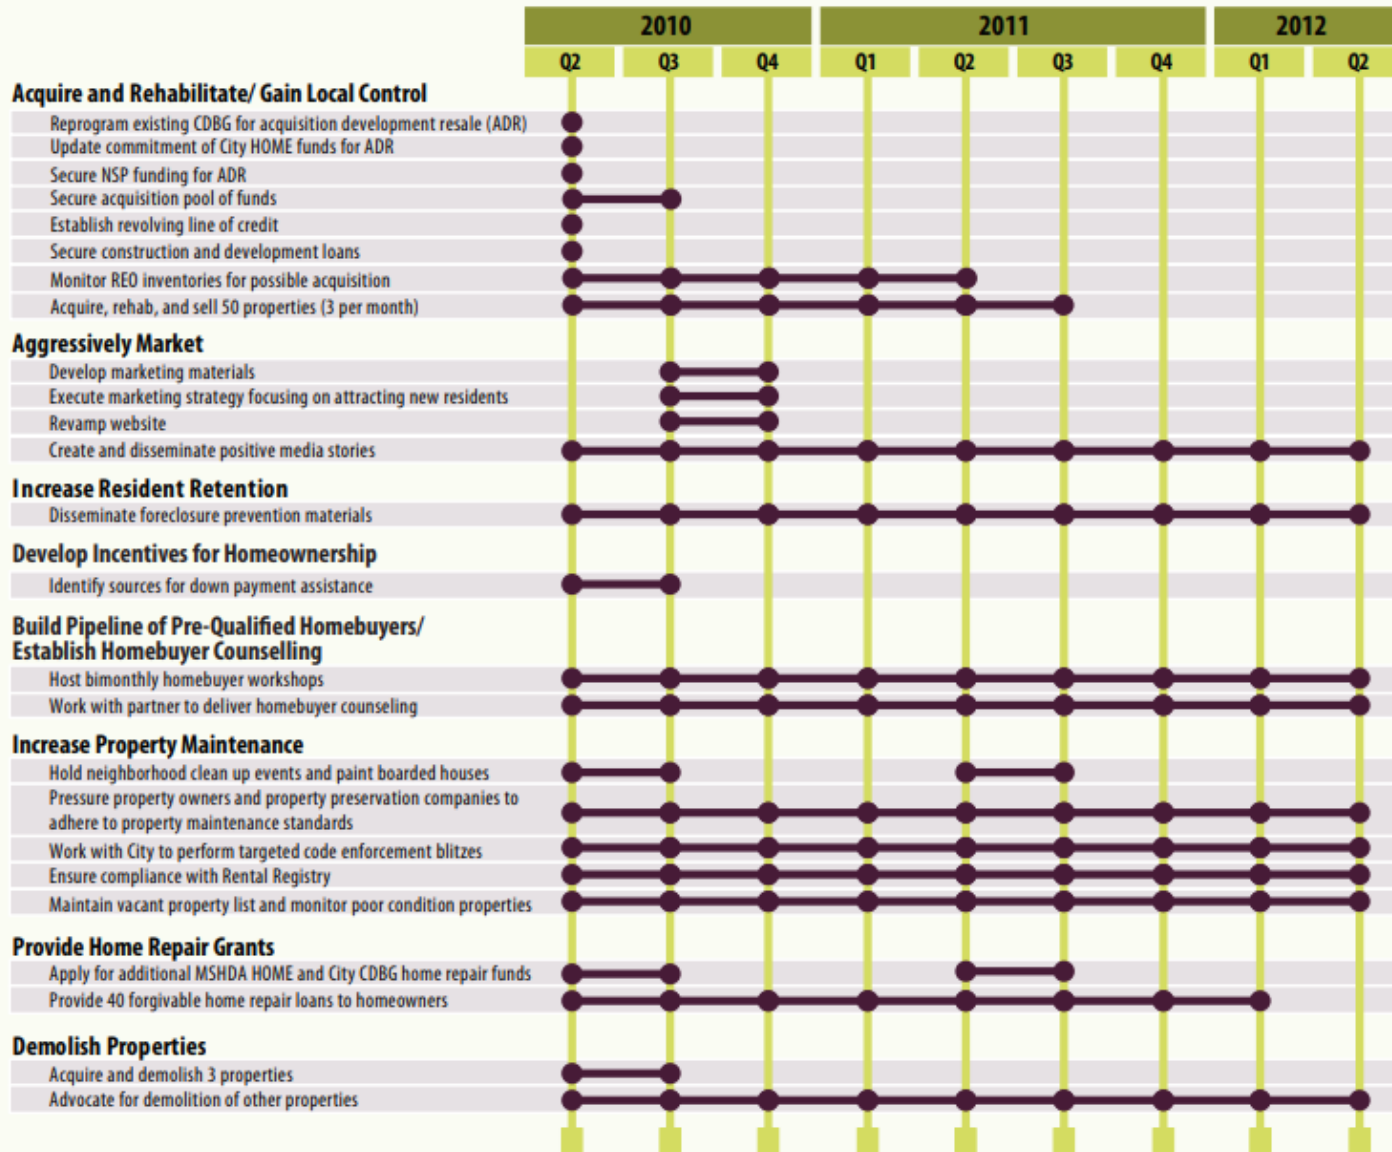 2010 2011 2012
Q2 Q3 Q4 Q1 Q2 Q3 Q4 Q1 Q2
Acquire and Rehabilitate/ Gain Local Control
Reprogram existing CDBG for acquisition development resale (ADR)
Update commitment of City HOME funds for ADR
Secure NSP funding for ADR
Secure acquisition pool of funds
Establish revolving line of credit
Secure construction and development loans
Monitor REO inventories for possible acquisition
Acquire, rehab, and sell 50 properties (3 per month)
Aggressively Market
Develop marketing materials
Execute marketing strategy focusing on attracting new residents
Revamp website
Create and disseminate positive media stories
Increase Resident Retention
Disseminate foreclosure prevention materials
Develop Incentives for Homeownership
Identify sources for down payment assistance
Build Pipeline of Pre-Qualified Homebuyers/
Establish Homebuyer Counselling
Host bimonthly homebuyer workshops
Work with partner to deliver homebuyer counseling
Increase Property Maintenance
Hold neighborhood clean up events and paint boarded houses
Pressure property owners and property preservation companies to
adhere to property maintenance standards
Work with City to perform targeted code enforcement blitzes
Ensure compliance with Rental Registry
Maintain vacant property list and monitor poor condition properties
Provide Home Repair Grants
Apply for additional MSHDA HOME and City CDBG home repair funds
Provide 40 forgivable home repair loans to homeowners
Demolish Properties
Acquire and demolish 3 properties
Advocate for demolition of other properties